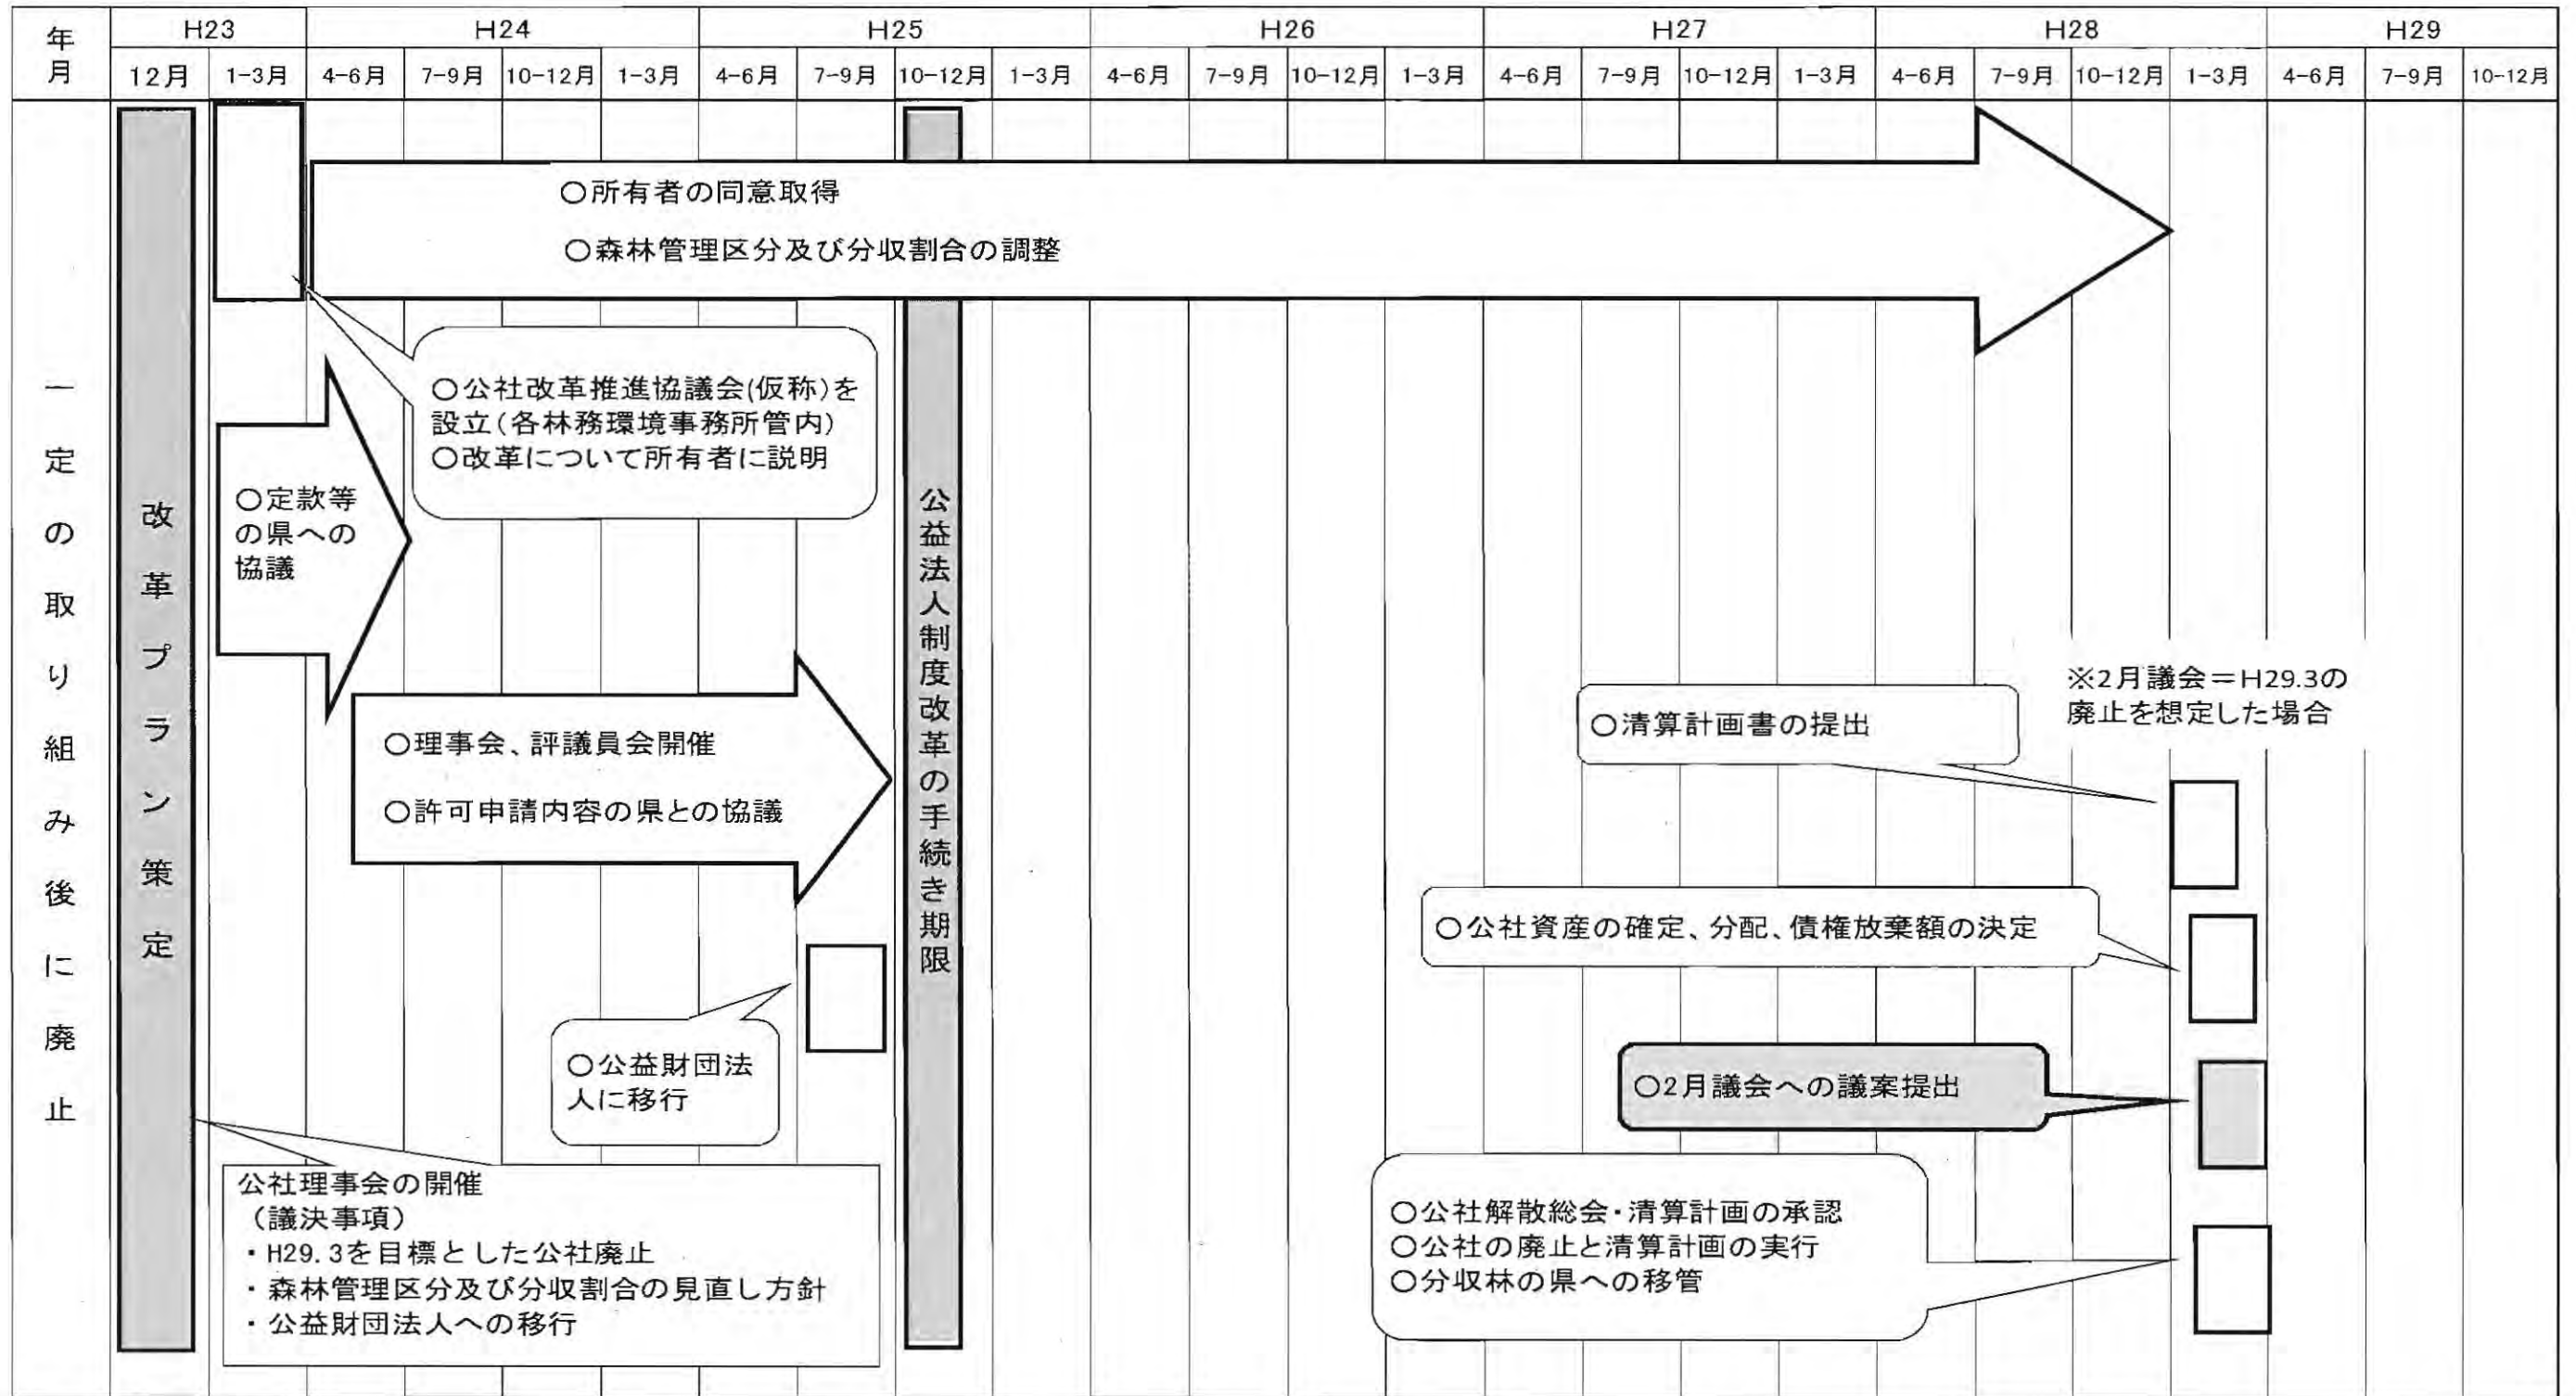 年月
H23 H24 H25 H26 H27 H28 H29
12月 1-3月 4-6月 7-9月 10-12月 1-3月 4-6月 7-9月 10-12月 1-3月 4-6月 7-9月 10-12月 1-3月 4-6月 7-9月 10-12月 1-3月 4-6月 7-9月 10-12月 1-3月 4-6月 7-9月 10-12月
一定の取り組み後に廃止
改革プラン策定
○所有者の同意取得
○森林管理区分及び分収割合の調整
○公社改革推進協議会(仮称)を
設立(各林務環境事務所管内)
○改革について所有者に説明
○定款等
の県への
協議
○理事会、評議員会開催
○許可申請内容の県との協議
○公益財団法
人に移行
公社理事会の開催
（議決事項）
・H29.3を目標とした公社廃止
・森林管理区分及び分収割合の見直し方針
・公益財団法人への移行
公益法人制度改革の手続き期限
※2月議会＝H29.3の
廃止を想定した場合
○清算計画書の提出
○公社資産の確定、分配、債権放棄額の決定
○2月議会への議案提出
○公社解散総会・清算計画の承認
○公社の廃止と清算計画の実行
○分収林の県への移管